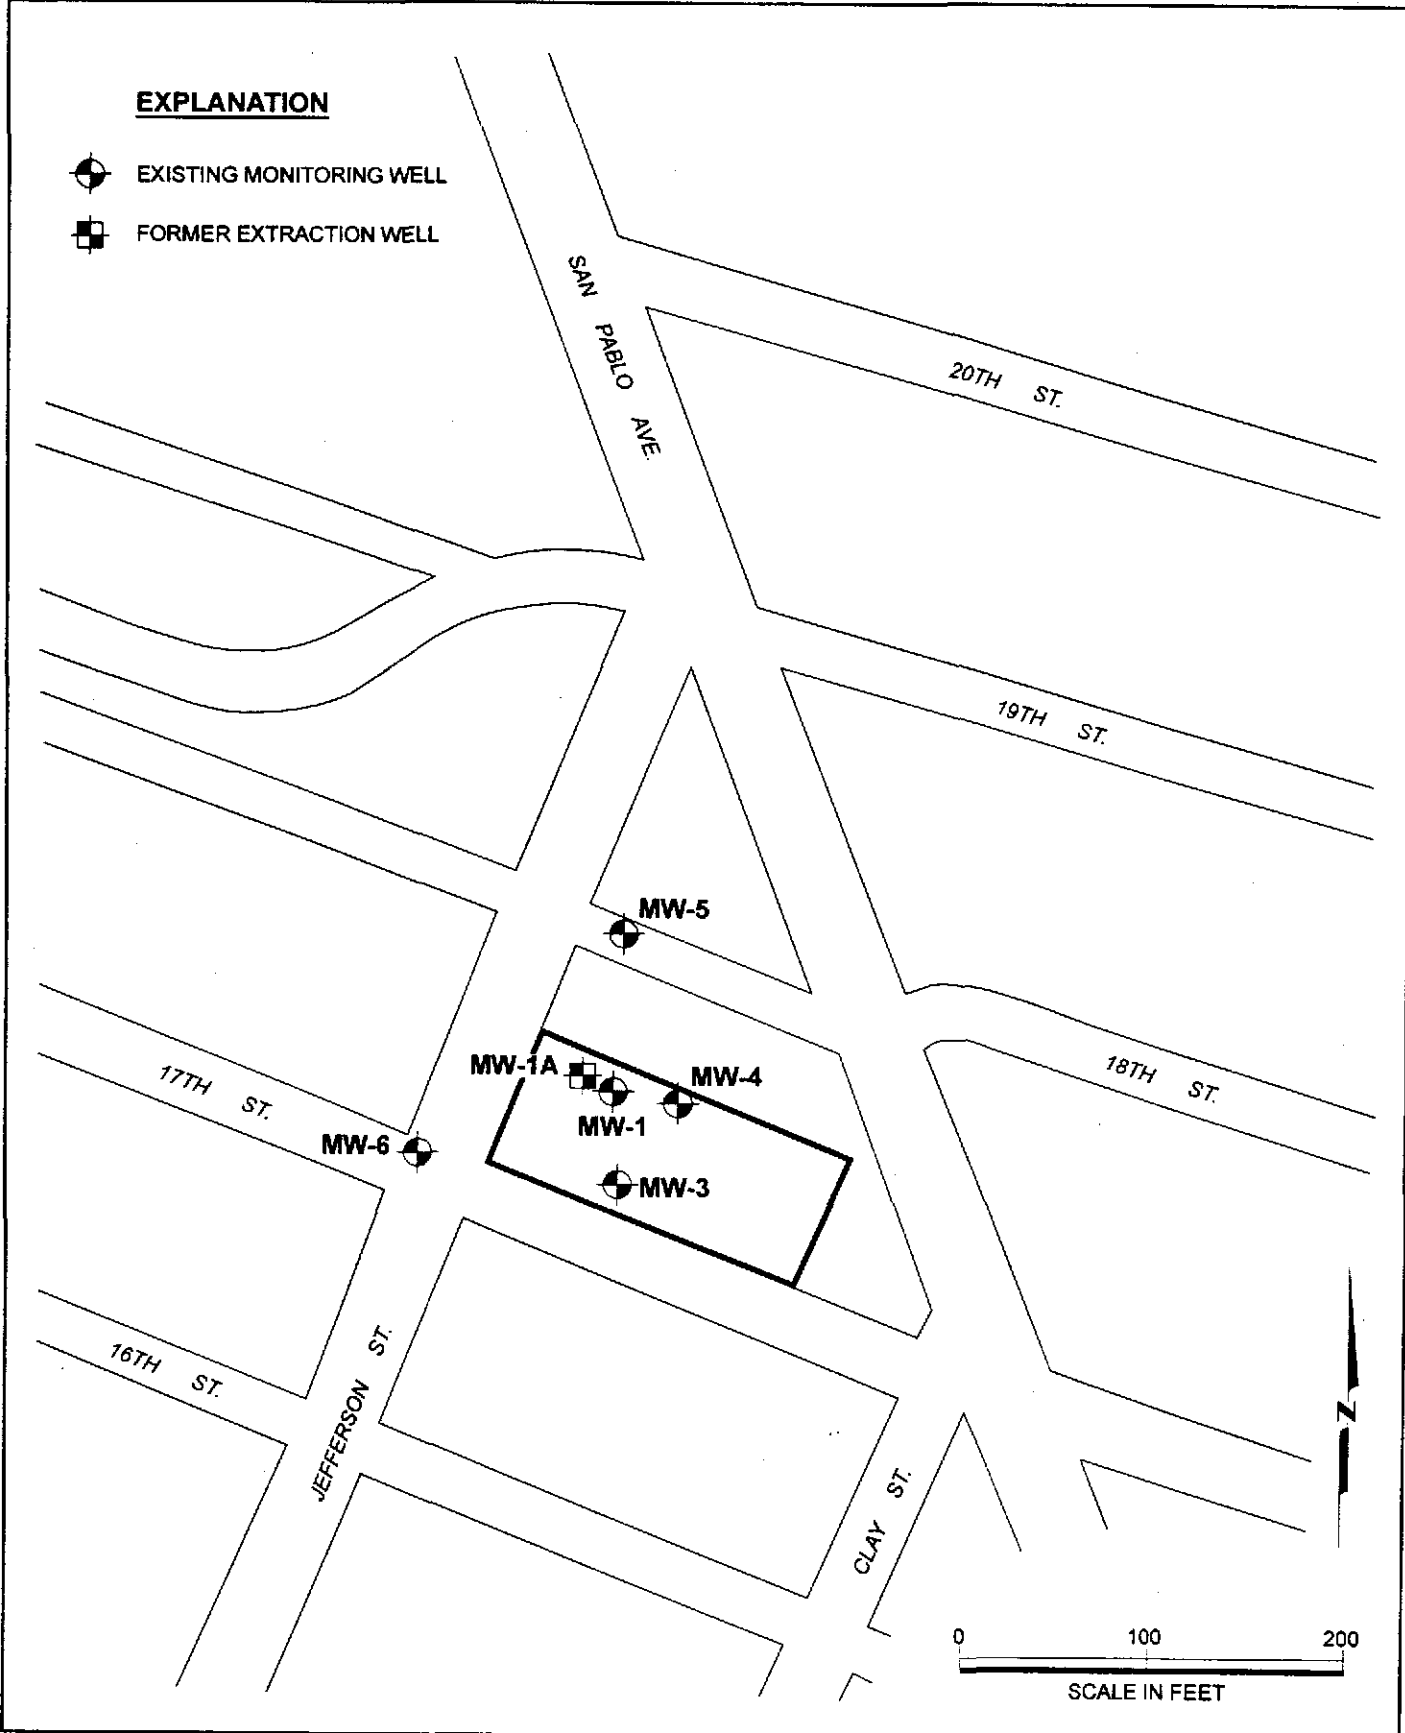 EXPLANATION
EXISTING MONITORING WELL
FORMER EXTRACTION WELL
SAN PABLO AVE.
20TH ST.
19TH ST.
MW-5
MW-1A
MW-4
18TH ST.
17TH ST.
MW-1
MW-6
MW-3
16TH ST.
JEFFERSON ST.
Z
CLAY ST.
0 100 200
SCALE IN FEET